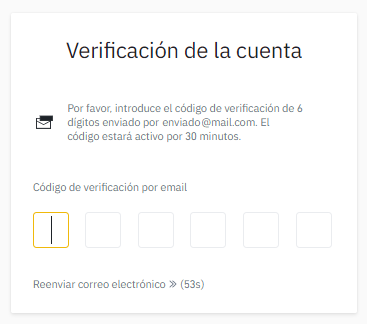 Verificación de la cuenta
Por favor, introduce el código de verificación de 6
dígitos enviado por enviado@mail.com. El
código estará activo por 30 minutos.
Código de verificación por email
Reenviar correo electrónico » (53s)